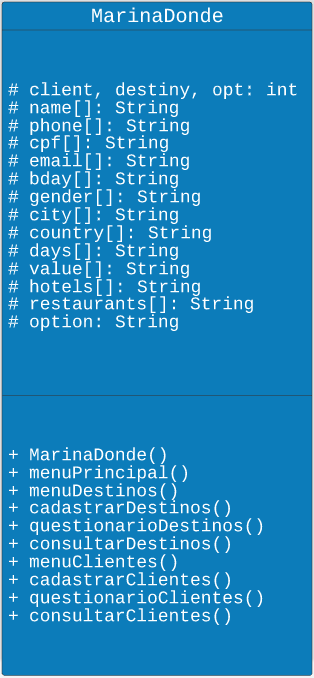 MarinaDonde
# client, destiny, opt: int
# name[]: String
# phone[]: String
# cpf[]: String
# email[]: String
# bday[]: String
# gender[]: String
# city[]: String
# country[]: String
# days[]: String
# value[]: String
# hotels[]: String
# restaurants[]: String
# option: String
+ MarinaDonde()
+ menuPrincipal()
+ menuDestinos()
+ cadastrarDestinos()
+ questionarioDestinos()
+ consultarDestinos()
+ menuClientes()
+ cadastrarClientes()
+ questionarioClientes()
+ consultarClientes()